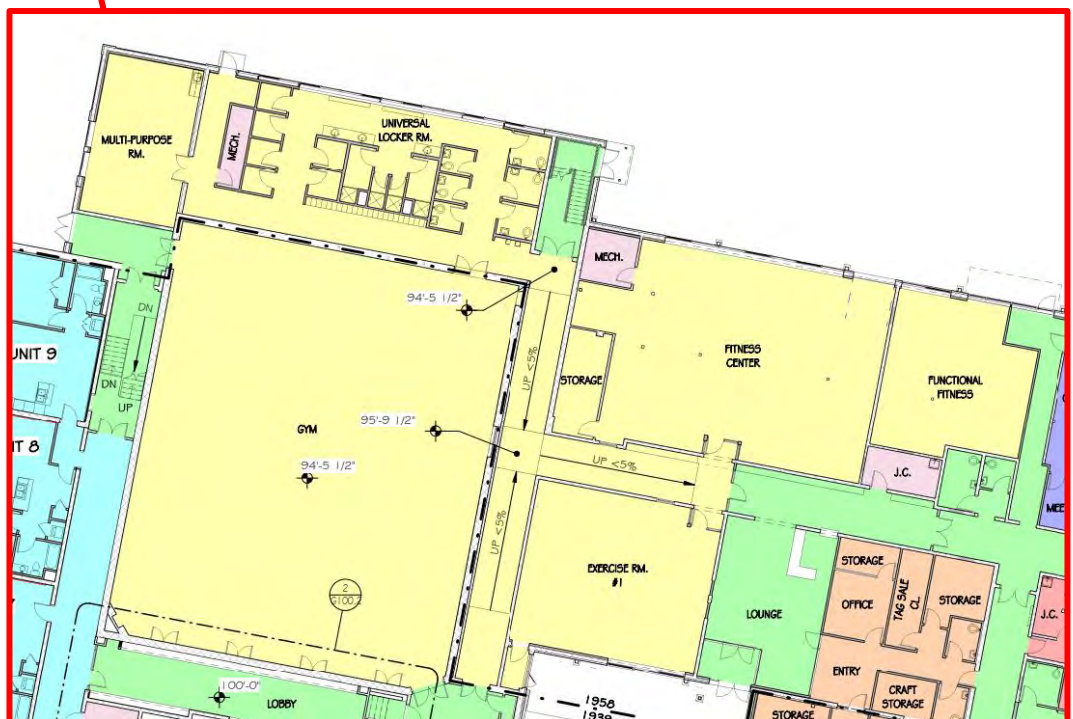 MULTI-PURPOSE
RM.
MECH.
UNIVERSAL
LOCKER RM.
MECH.
94'-5 1/2"
UP <5%
STORAGE
FITNESS
CENTER
FUNCTIONAL
FITNESS
DN
DN
UP
UNIT 9
95'-9 1/2"
GYM
94'-5 1/2"
UP <5%
UP <5%
J.C.
IT 8
MEE
EXERCISE RM.
#1
LOUNGE
STORAGE
OFFICE
TAG SALE
CL.
STORAGE
J.C.
2
ENTRY
CRAFT
STORAGE
100'-0"
LOBBY
1958
1939
STORAGE